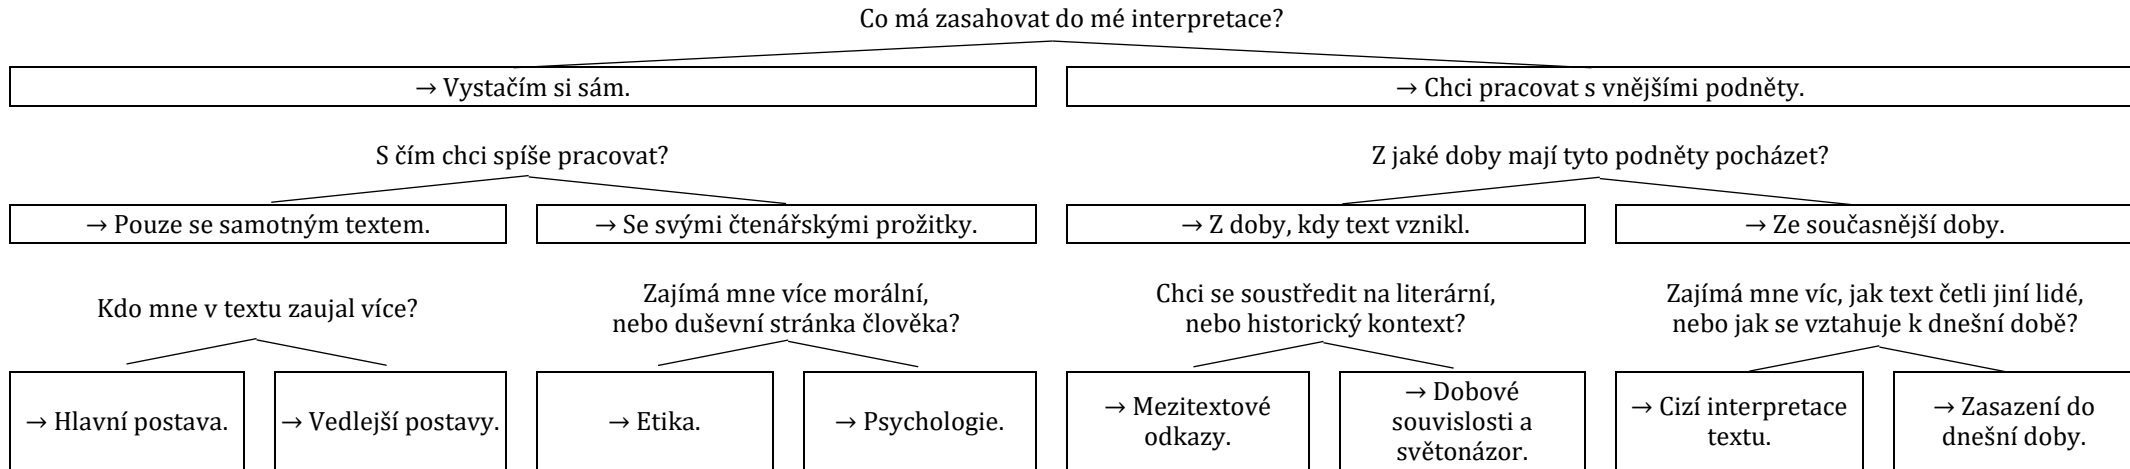 Co má zasahovat do mé interpretace?
→ Vystačím si sám.
→ Chci pracovat s vnějšími podněty.
S čím chci spíše pracovat?
Z jaké doby mají tyto podněty pocházet?
→ Pouze se samotným textem.
→ Se svými čtenářskými prožitky.
→ Z doby, kdy text vznikl.
→ Ze současnější doby.
Kdo mne v textu zaujal více?
Zajímá mne více morální,
nebo duševní stránka člověka?
Chci se soustředit na literární,
nebo historický kontext?
Zajímá mne víc, jak text četli jiní lidé,
nebo jak se vztahuje k dnešní době?
→ Hlavní postava.
→ Vedlejší postavy.
→ Etika.
→ Psychologie.
→ Mezitextové
odkazy.
→ Dobové
souvislosti a
světonázor.
→ Cizí interpretace
textu.
→ Zasazení do
dnešní doby.